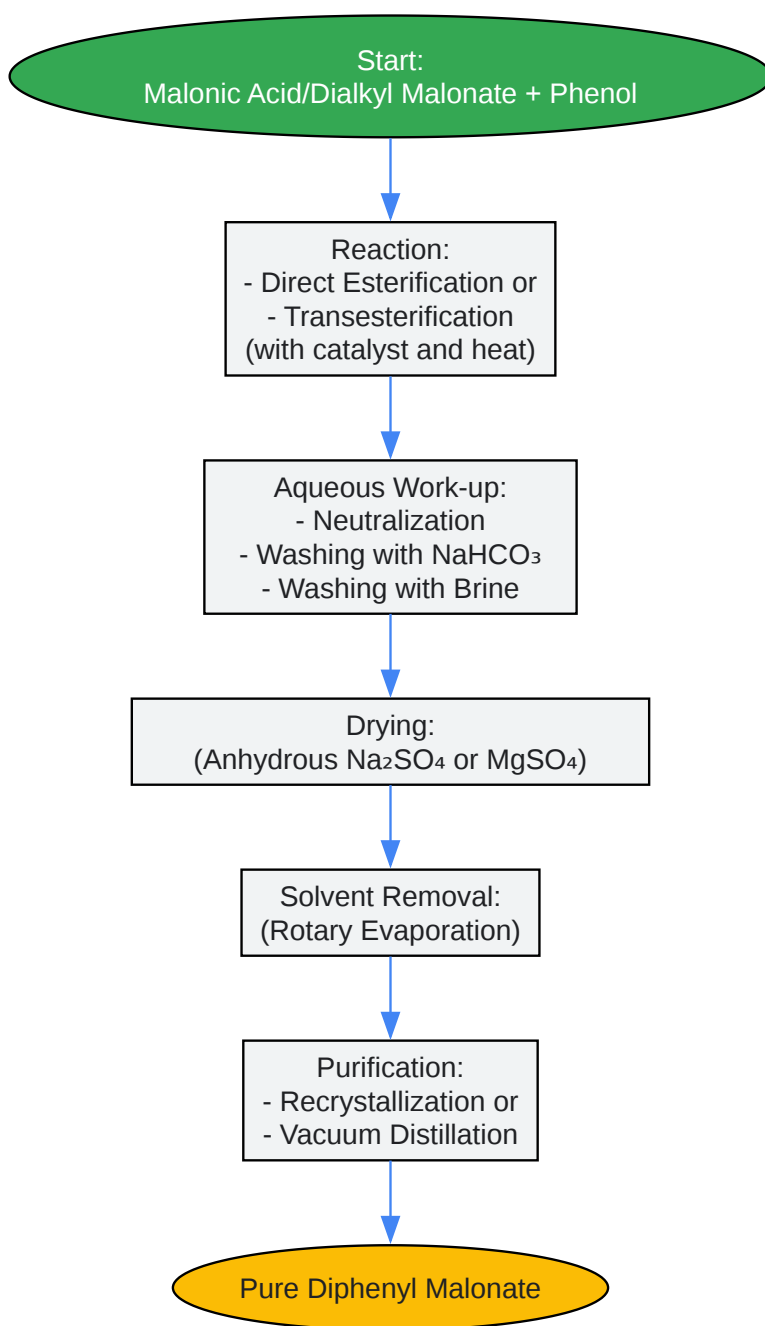 Start:
Malonic Acid/Dialkyl Malonate + Phenol
Reaction:
- Direct Esterification or
- Transesterification
(with catalyst and heat)
Aqueous Work-up:
- Neutralization
- Washing with NaHCO₃
- Washing with Brine
Drying:
(Anhydrous Na₂SO₄ or MgSO₄)
Solvent Removal:
(Rotary Evaporation)
Purification:
- Recrystallization or
- Vacuum Distillation
Pure Diphenyl Malonate